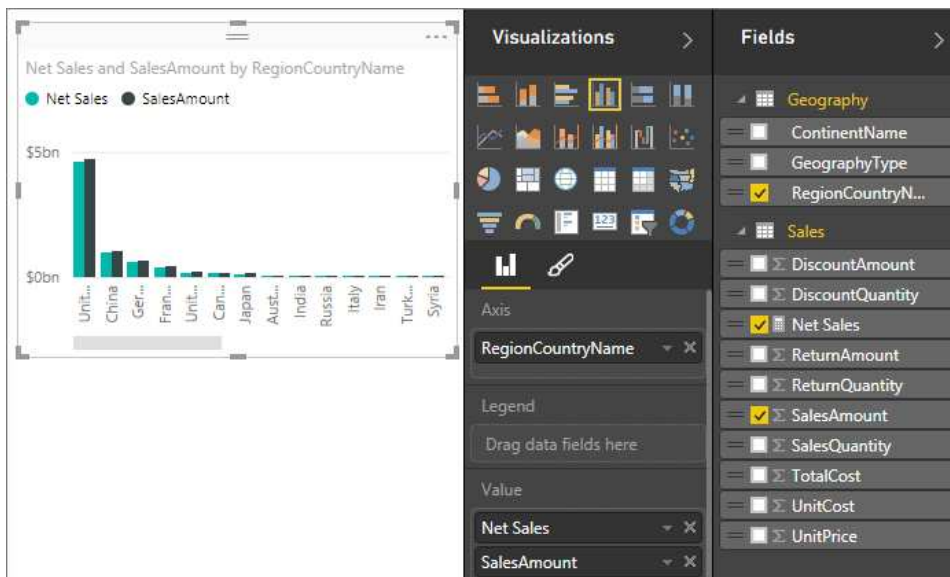 Net Sales and SalesAmount by RegionCountryName
Net Sales SalesAmount
$5bn
$0bn
Unit...
China
Ger...
Fran...
Unit...
Can...
Japan
Aust...
India
Russia
Italy
Iran
Turk...
Syria
Visualizations
123
Axis
RegionCountryName
Legend
Drag data fields here
Value
Net Sales
SalesAmount
Fields
Geography
ContinentName
GeographyType
RegionCountryN...
Sales
Σ DiscountAmount
Σ DiscountQuantity
Net Sales
Σ ReturnAmount
Σ ReturnQuantity
Σ SalesAmount
Σ SalesQuantity
Σ TotalCost
Σ UnitCost
Σ UnitPrice